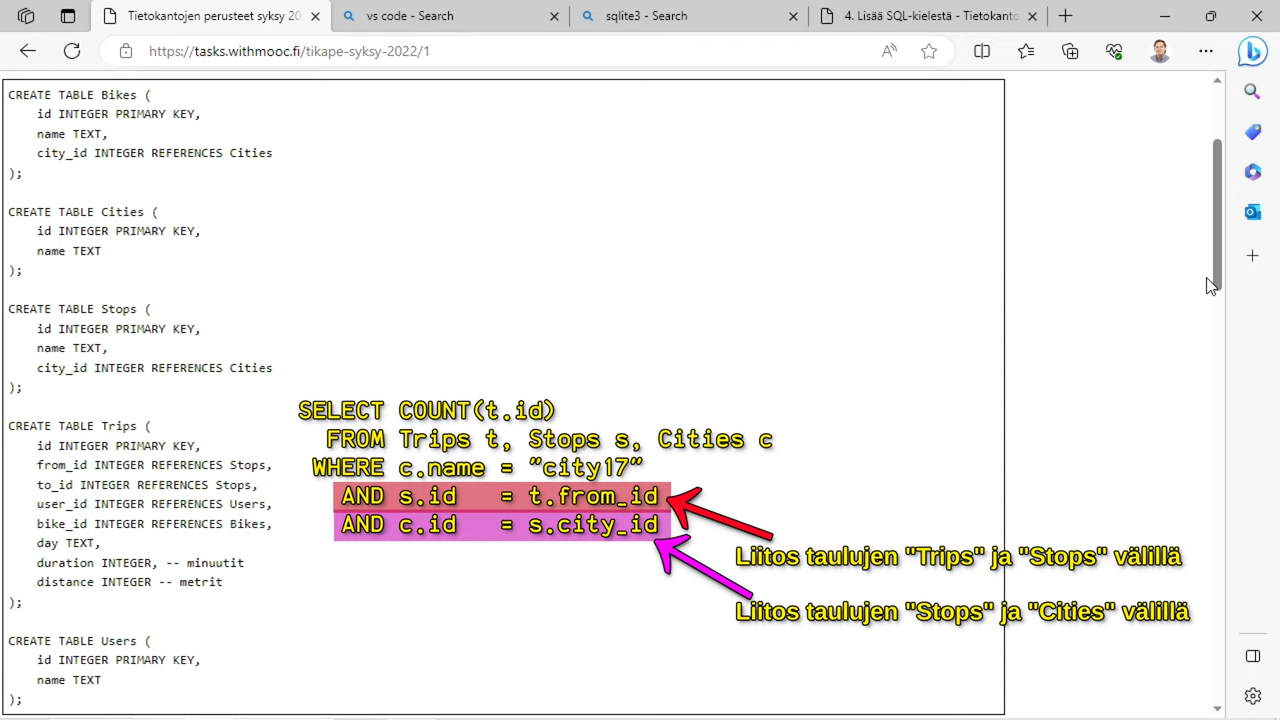 Tietokantojen perusteet syksy 20
vs code - Search
sqlite3 - Search
4. Lisää SQL-kielestä - Tietokanto
https://tasks.withmooc.fi/tikape-syksy-2022/1
CREATE TABLE Bikes (
id INTEGER PRIMARY KEY,
name TEXT,
city_id INTEGER REFERENCES Cities
);
CREATE TABLE Cities (
id INTEGER PRIMARY KEY,
name TEXT
);
CREATE TABLE Stops (
id INTEGER PRIMARY KEY,
name TEXT,
city_id INTEGER REFERENCES Cities
);
CREATE TABLE Trips (
id INTEGER PRIMARY KEY,
from_id INTEGER REFERENCES Stops,
to_id INTEGER REFERENCES Stops,
user_id INTEGER REFERENCES Users,
bike_id INTEGER REFERENCES Bikes,
day TEXT,
duration INTEGER, -- minuutit
distance INTEGER -- metrit
);
CREATE TABLE Users (
id INTEGER PRIMARY KEY,
name TEXT
);
SELECT COUNT(t.id)
FROM Trips t, Stops s, Cities c
WHERE c.name = "city17"
AND s.id = t.from_id
AND c.id = s.city_id
Liitos taulujen "Trips" ja "Stops" välillä
Liitos taulujen "Stops" ja "Cities" välillä